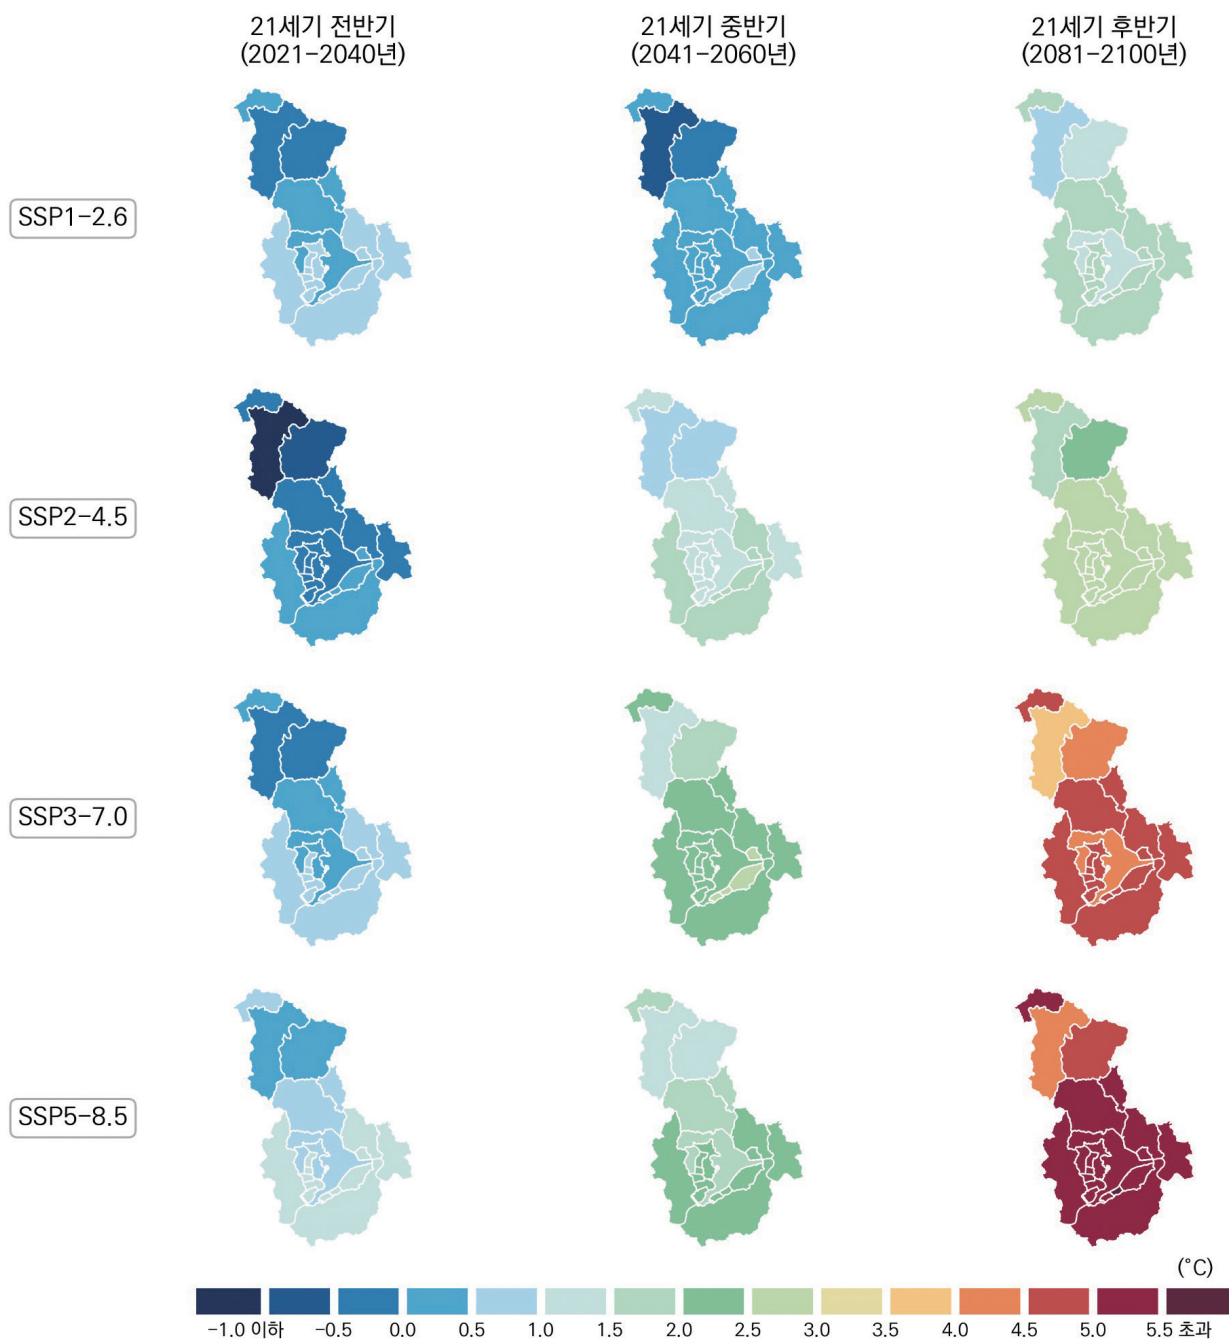 21세기 전반기
(2021-2040년)
21세기 중반기
(2041-2060년)
21세기 후반기
(2081-2100년)
SSP1-2.6
SSP2-4.5
SSP3-7.0
SSP5-8.5
(°C)
-1.0 이하 -0.5 0.0 0.5 1.0 1.5 2.0 2.5 3.0 3.5 4.0 4.5 5.0 5.5 초과